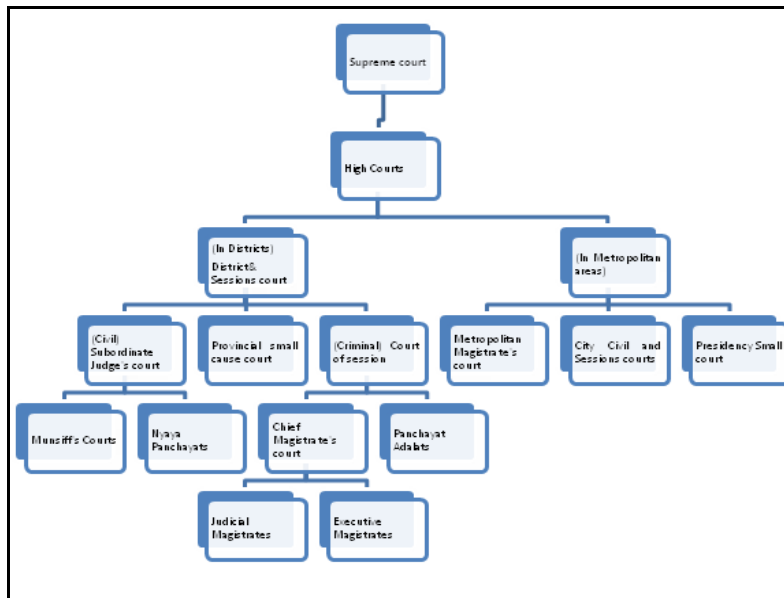 Supreme court
High Courts
(In Districts)
District&
Sessions court
(In Metropolitan
areas)
(Civil)
Subordinate
Judge's court
Provincial small
cause court
(Criminal) Court
of session
Metropolitan
Magistrate's
court
City Civil and
Sessions courts
Presidency Small
court
Munsiff's Courts
Nyaya
Panchayats
Chief
Magistrate's
court
Panchayat
Adalats
Judicial
Magistrates
Executive
Magistrates